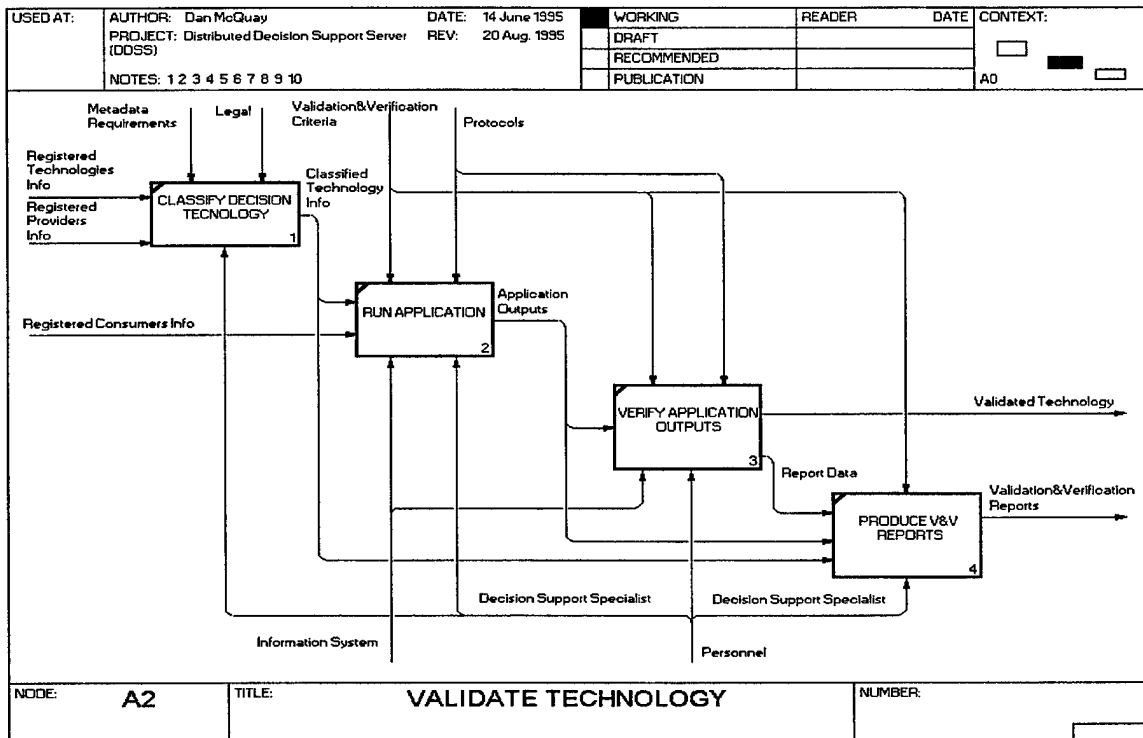 USED AT:
AUTHOR: Dan McQuay
DATE: 14 June 1995
PROJECT: Distributed Decision Support Server
(DDSS)
REV: 20 Aug. 1995
NOTES: 1 2 3 4 5 6 7 8 9 10
WORKING
DRAFT
RECOMMENDED
PUBLICATION
READER DATE
CONTEXT:
A0
Metadata
Requirements
Legal
Validation&Verification
Criteria
Protocols
Registered
Technologies
Info
Registered
Providers
Info
CLASSIFY DECISION
TECNOLOGY
1
Classified
Technology
Info
Registered Consumers Info
RUN APPLICATION
2
Application
Outputs
VERIFY APPLICATION
OUTPUTS
3
Validated Technology
Report Data
PRODUCE V&V
REPORTS
4
Validation&Verification
Reports
Decision Support Specialist
Decision Support Specialist
Information System
Personnel
NODE: A2
TITLE: VALIDATE TECHNOLOGY
NUMBER: